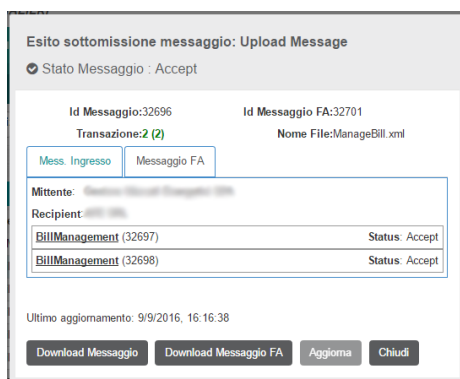 Esito sottomissione messaggio: Upload Message
Stato Messaggio : Accept
Id Messaggio:32696 Id Messaggio FA:32701
Transazione:2 (2) Nome File:ManageBill.xml
Mess. Ingresso Messaggio FA
Mittente:
Recipient:
BillManagement (32697) Status: Accept
BillManagement (32698) Status: Accept
Ultimo aggiornamento: 9/9/2016, 16:16:38
Download Messaggio Download Messaggio FA Aggiorna Chiudi